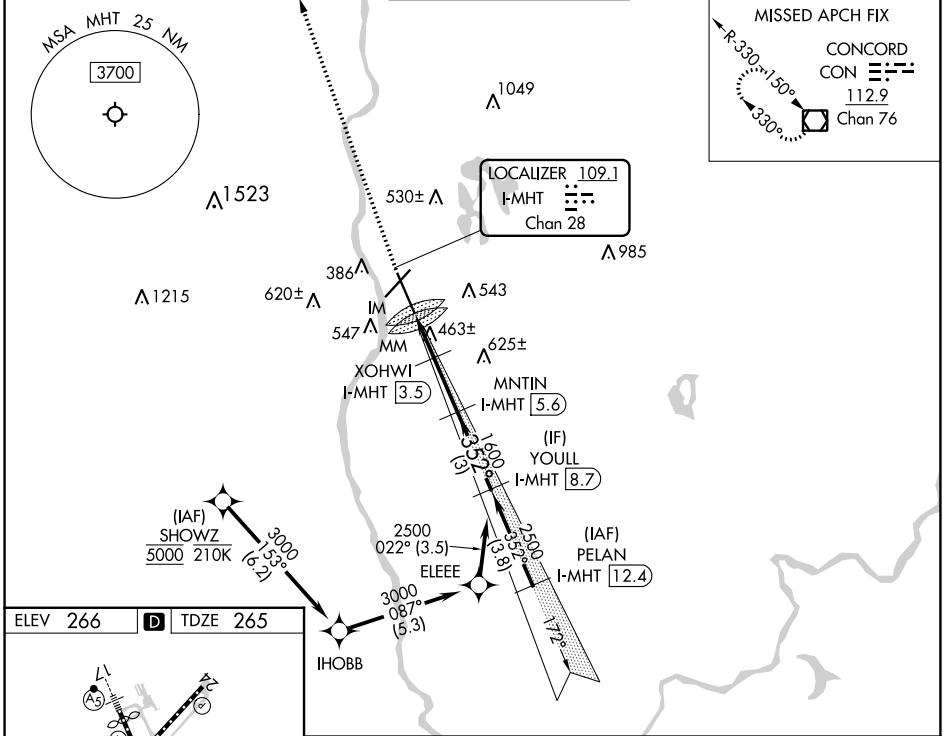 MSA MHT 25 NM
3700
MISSED APCH FIX
R-330
150°
330°
CONCORD
CON
112.9
Chan 76
1049
1523
530±
LOCALIZER 109.1
I-MHT
Chan 28
985
386
1215
620±
543
IM
547
463±
MM
625±
XOHWI
I-MHT 3.5
MNTIN
I-MHT 5.6
1600
352°
(3)
(IF)
YOULL
I-MHT 8.7
2500
352°
(3.8)
(IAF)
PELAN
I-MHT 12.4
172°
(IAF)
SHOWZ
5000 210K
3000
153°
(6.2)
2500
022° (3.5)
ELEEE
3000
087°
(5.3)
IHOBB
ELEV 266
D
TDZE 265
17
A5
24
P